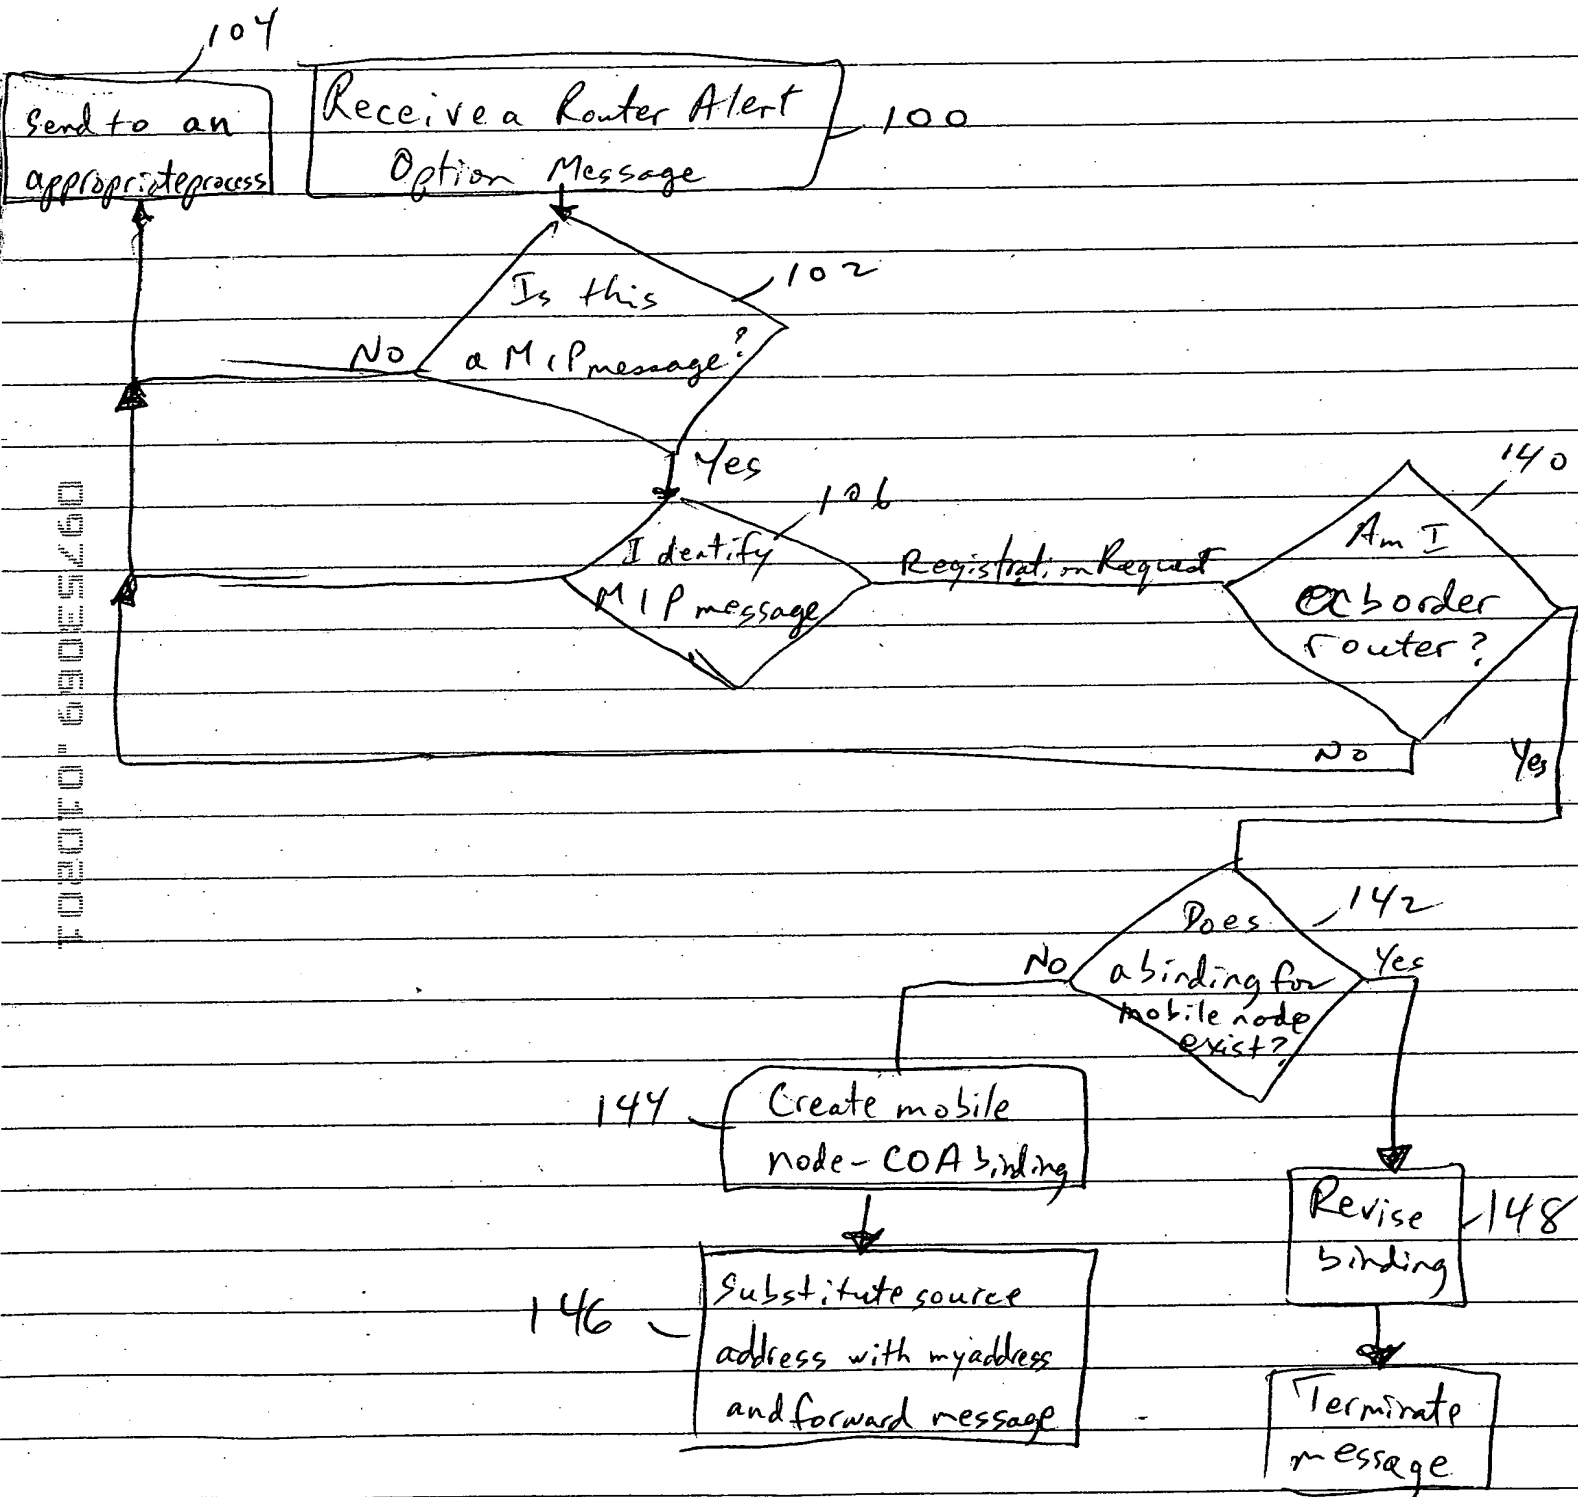 104
Send to an
appropriate process
Receive a Router Alert
Option Message
100
Is this
a MIP message?
102
No
Yes
106
Identify
MIP message
Registration Request
140
Am I
a border
router?
No
Yes
142
Does
a binding for
mobile node
exist?
No
Yes
144
Create mobile
node - COA binding
Revise
binding
148
146
Substitute source
address with my address
and forward message
Terminate
message
09753069.010201